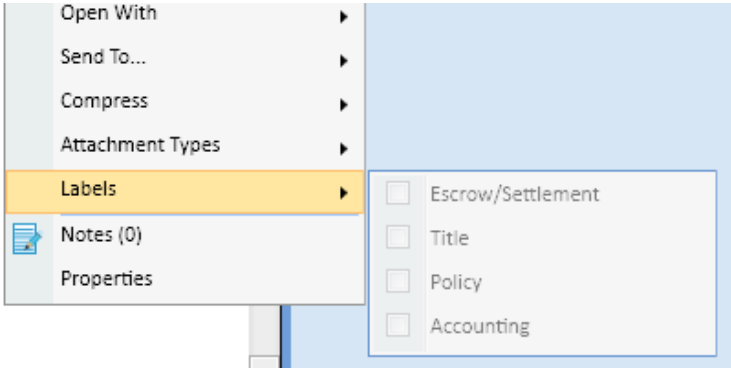 Open With
Send To...
Compress
Attachment Types
Labels
Escrow/Settlement
Title
Policy
Accounting
Notes (0)
Properties